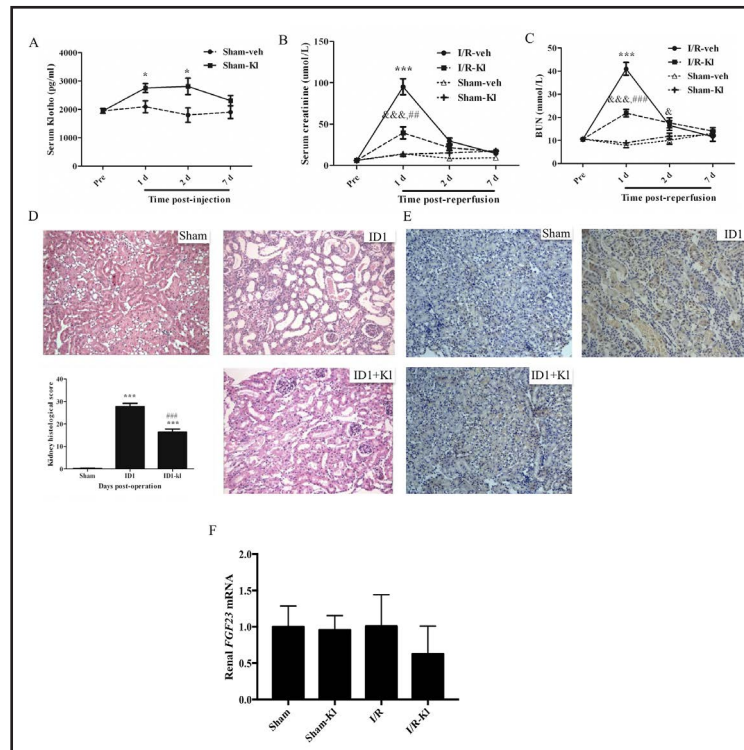 A
Serum Klotho (pg/ml)
4000
3000
2000
1000
0
Sham-veh
Sham-Kl
*
*
Pre
1 d
2 d
7 d
Time post-injection
B
Serum creatinine (umol/L)
150
100
50
0
I/R-veh
I/R-Kl
Sham-veh
Sham-Kl
***
&&&,##
Pre
1 d
2 d
7 d
Time post-reperfusion
C
BUN (mmol/L)
60
40
20
0
I/R-veh
I/R-Kl
Sham-veh
Sham-Kl
***
&&&,###
&
Pre
1 d
2 d
7 d
Time post-reperfusion
D
Sham
ID1
ID1+Kl
Kidney histological score
40
30
20
10
0
***
###
***
Sham
ID1
ID1-kl
Days post-operation
E
Sham
ID1
ID1+Kl
F
Renal FGF23 mRNA
2.0
1.5
1.0
0.5
0.0
Sham
Sham-Kl
I/R
I/R-Kl